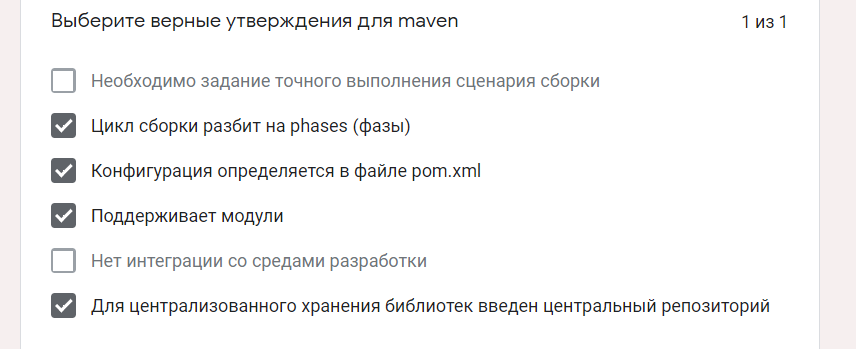 Выберите верные утверждения для maven
1 из 1
Необходимо задание точного выполнения сценария сборки
Цикл сборки разбит на phases (фазы)
Конфигурация определяется в файле pom.xml
Поддерживает модули
Нет интеграции со средами разработки
Для централизованного хранения библиотек введен центральный репозиторий